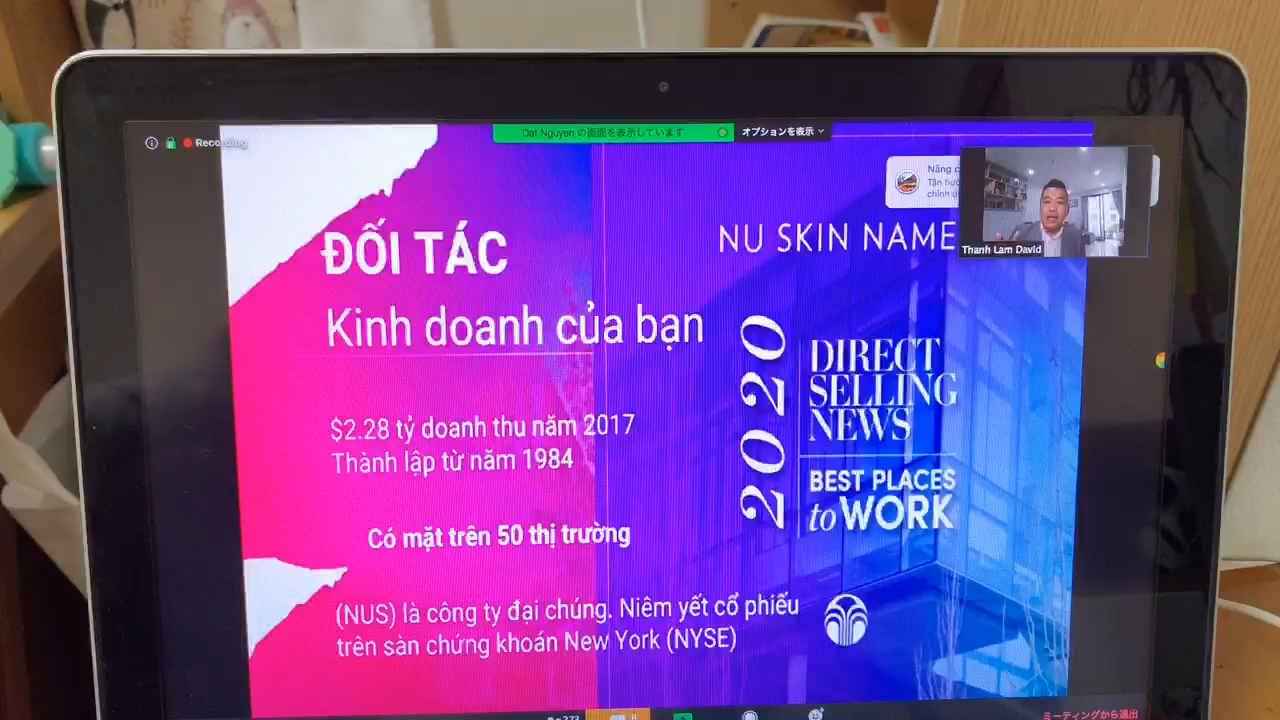 Recording
Dat Nguyen の画面を表示しています
オプションを表示
Thanh Lam David
ĐỐI TÁC
Kinh doanh của bạn
$2.28 tỷ doanh thu năm 2017
Thành lập từ năm 1984
Có mặt trên 50 thị trường
(NUS) là công ty đại chúng. Niêm yết cổ phiếu
trên sàn chứng khoán New York (NYSE)
NU SKIN NAME
2020
DIRECT
SELLING
NEWS
BEST PLACES
to WORK
ミーティングから退出